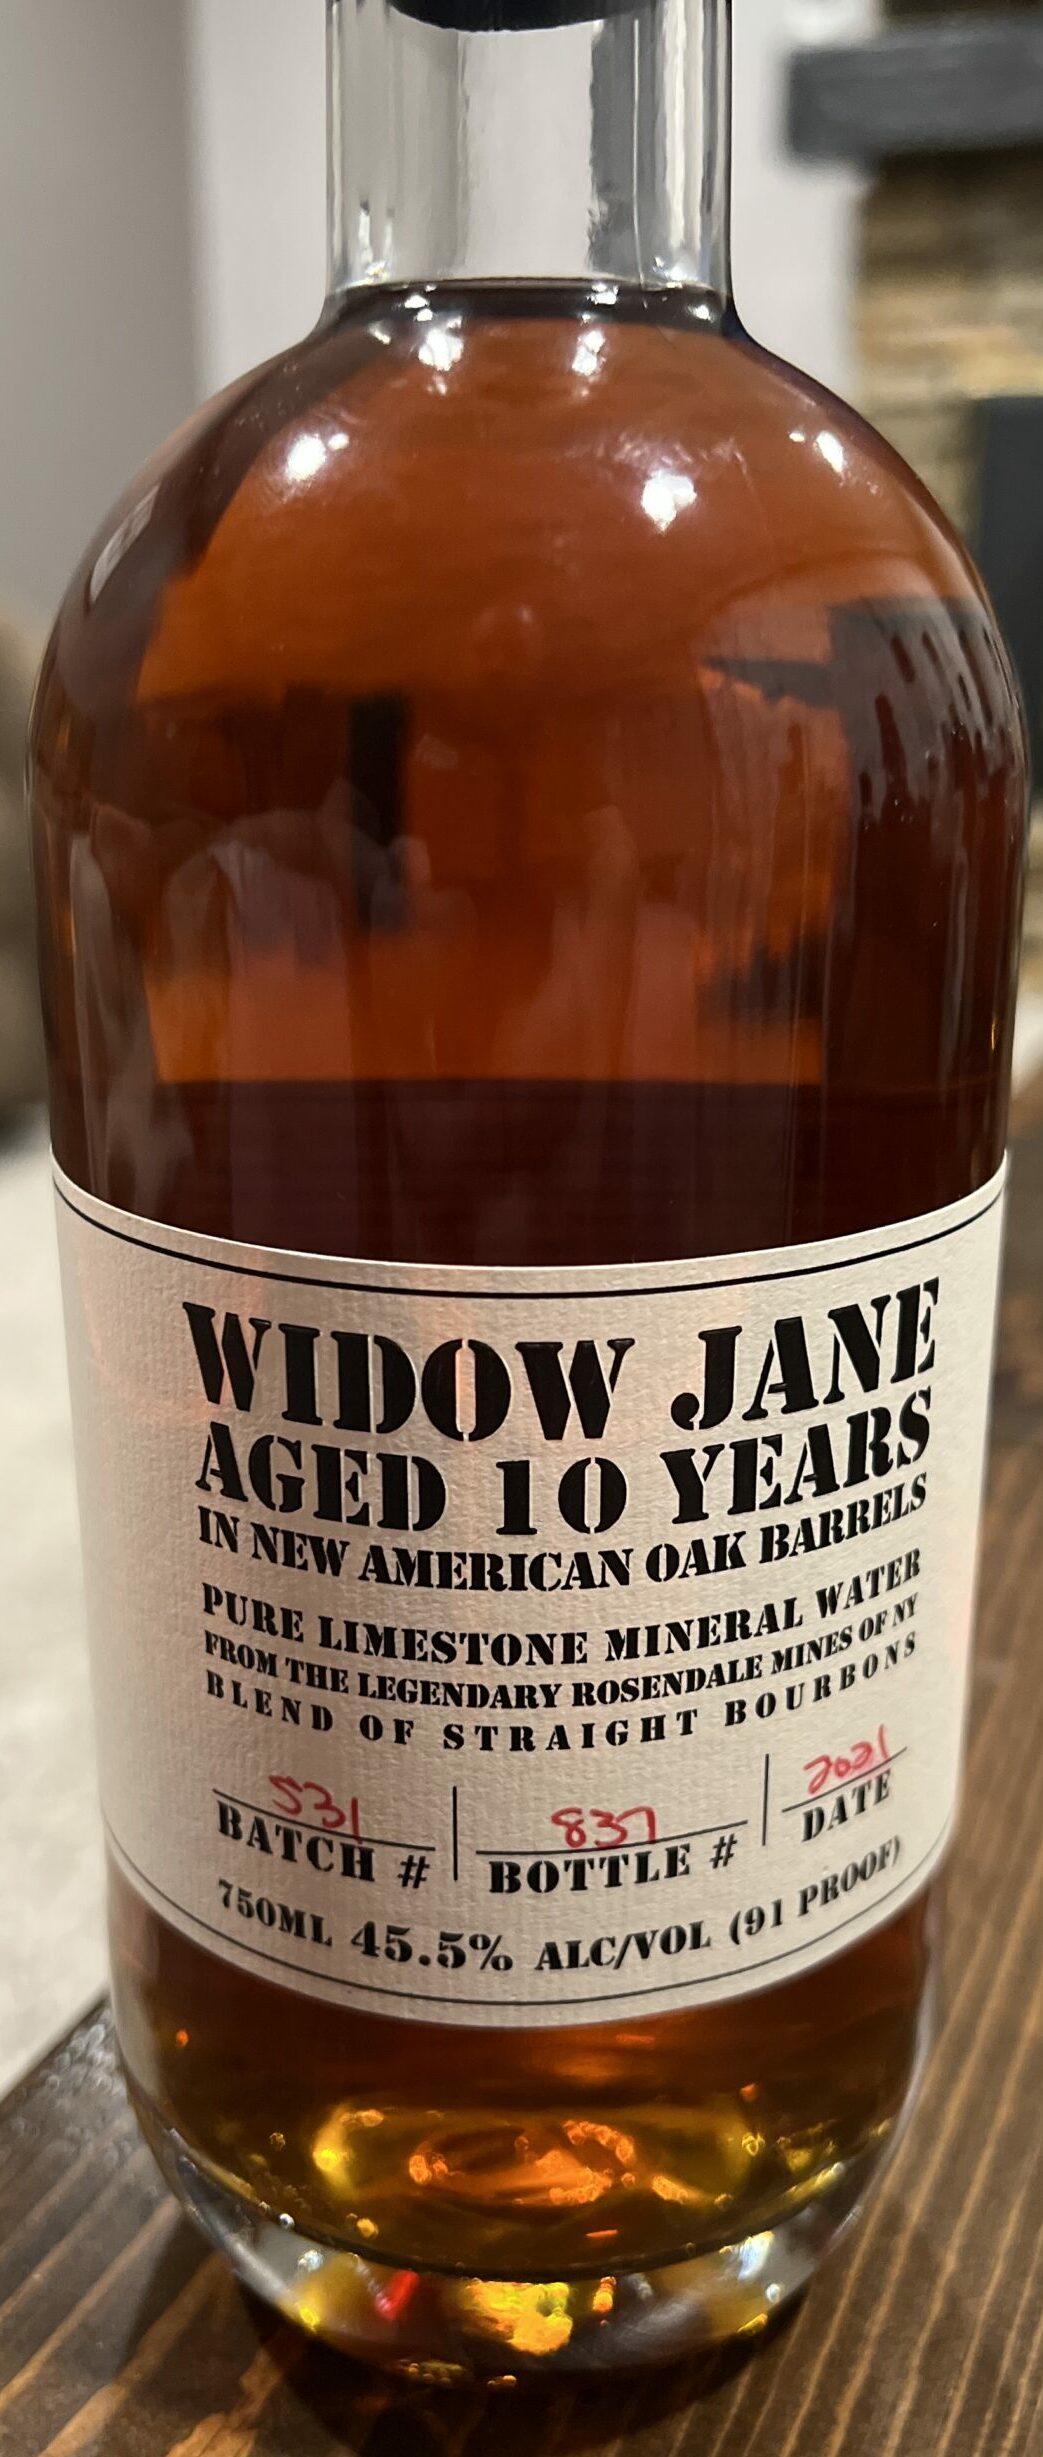 WIDOW JANE
AGED 10 YEARS
IN NEW AMERICAN OAK BARRELS
PURE LIMESTONE MINERAL WATER
FROM THE LEGENDARY ROSENDALE MINES OF NY
BLEND OF STRAIGHT BOURBONS
531 837 2021
BATCH # BOTTLE # DATE
750ML 45.5% ALC/VOL (91 PROOF)